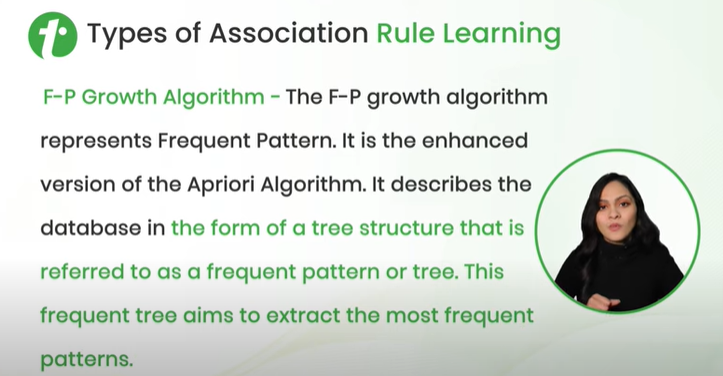 Types of Association Rule Learning
F-P Growth Algorithm - The F-P growth algorithm
represents Frequent Pattern. It is the enhanced
version of the Apriori Algorithm. It describes the
database in the form of a tree structure that is
referred to as a frequent pattern or tree. This
frequent tree aims to extract the most frequent
patterns.